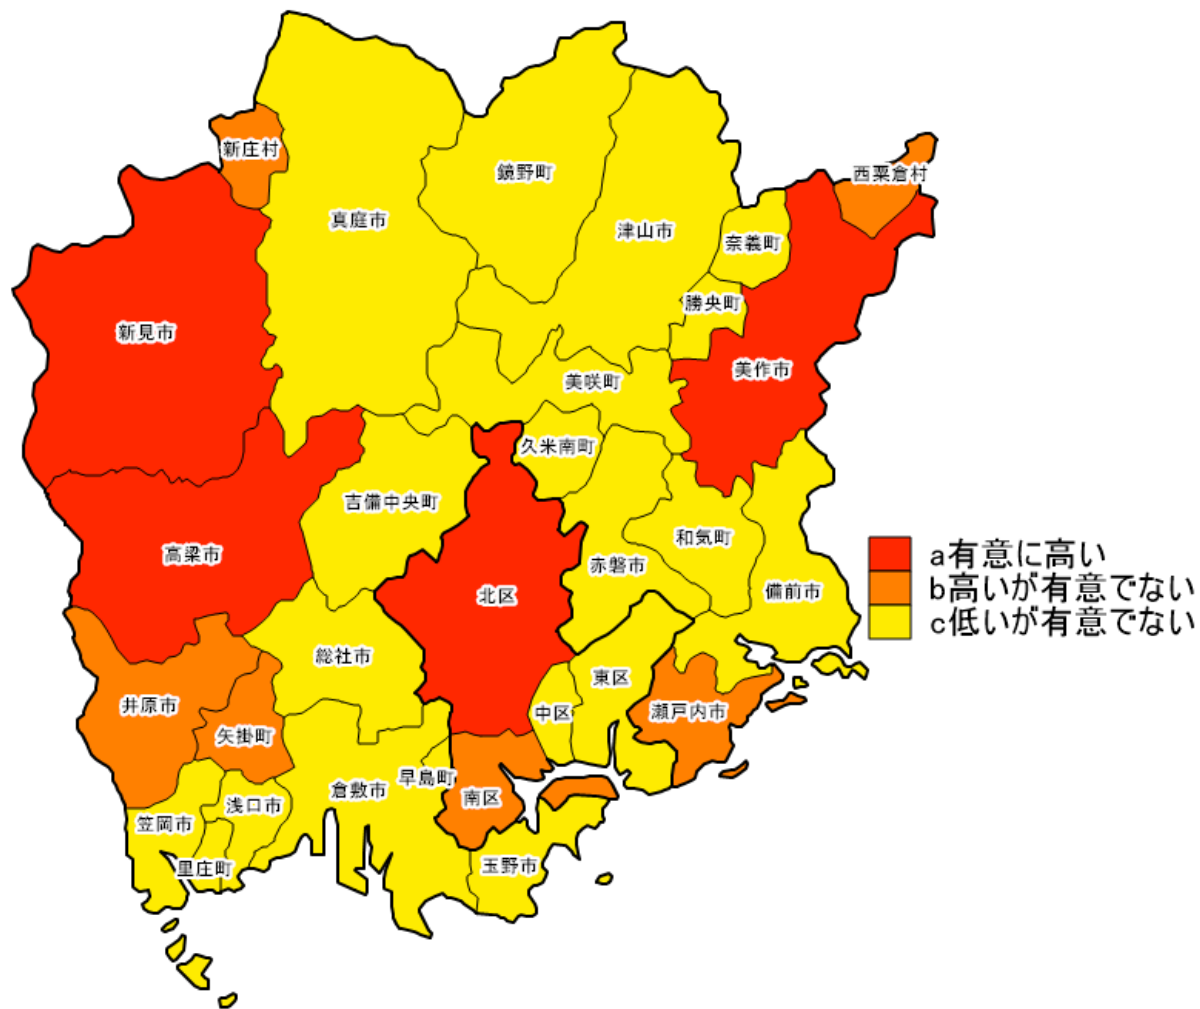 新庄村
西粟倉村
鏡野町
真庭市
津山市
奈義町
勝央町
新見市
美作市
美咲町
久米南町
吉備中央町
和気町
高梁市
赤磐市
備前市
北区
a有意に高い
b高いが有意でない
c低いが有意でない
総社市
東区
井原市
中区
瀬戸内市
矢掛町
早島町
倉敷市
南区
浅口市
笠岡市
里庄町
玉野市